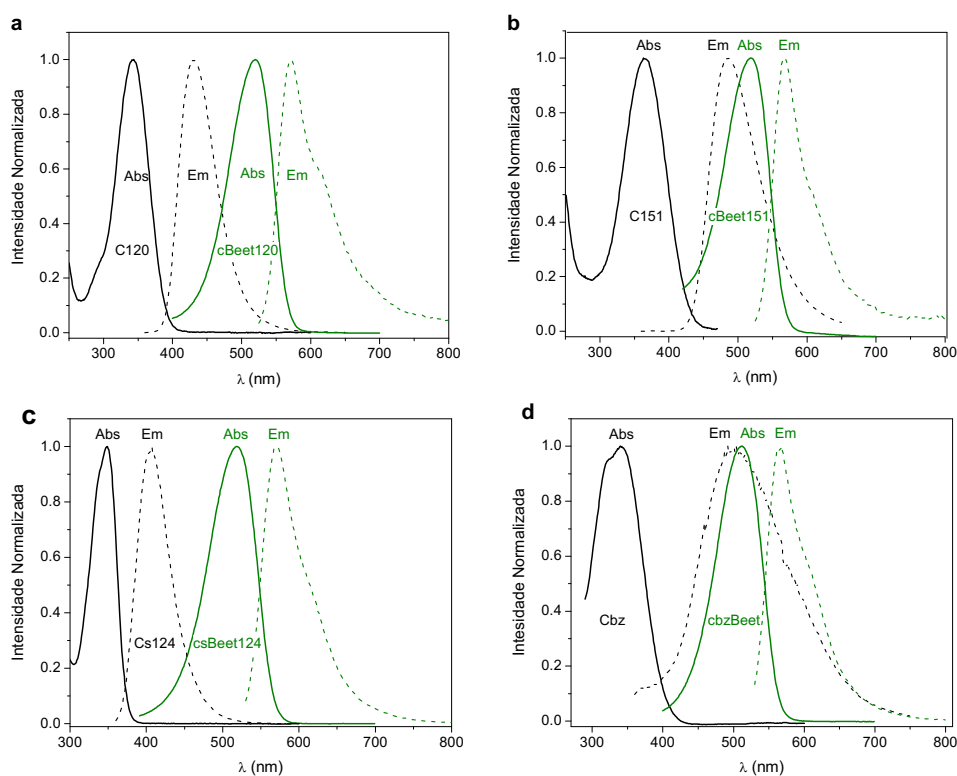 a
Intensidade Normalizada
1.0
0.8
0.6
0.4
0.2
0.0
Abs
Em
Abs
Em
C120
cBeet120
300 400 500 600 700 800
λ (nm)
b
Intensidade Normalizada
Abs
Em
Abs
Em
1.0
0.8
0.6
0.4
0.2
0.0
C151
cBeet151
300 400 500 600 700 800
λ (nm)
c
Intensidade Normalizada
Abs
Em
Abs
Em
1.0
0.8
0.6
0.4
0.2
0.0
Cs124
csBeet124
300 400 500 600 700 800
λ (nm)
d
Intesidade Normalizada
Abs
Em
Abs
Em
1.0
0.8
0.6
0.4
0.2
0.0
Cbz
cbzBeet
300 400 500 600 700 800
λ (nm)